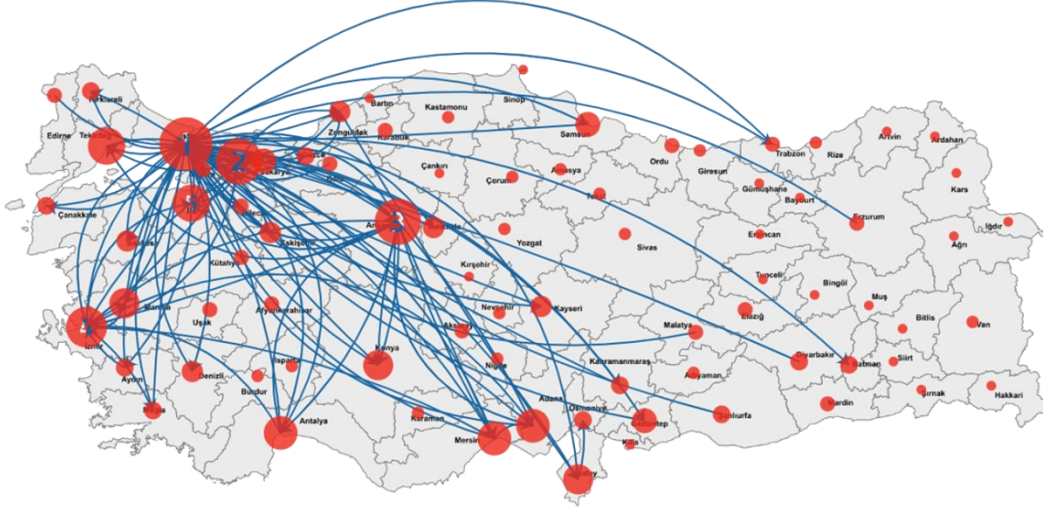 Kırklareli
Bartın
Kastamonu
Sinop
Edirne
Zonguldak
Karabük
Samsun
Artvin
Ardahan
Ordu
Trabzon
Rize
Giresun
Çankırı
Çorum
Kars
Gümüşhane
Bayburt
Çanakkale
Erzurum
Iğdır
Yozgat
Erzincan
Ağrı
Eskişehir
Sivas
Kütahya
Kırşehir
Tunceli
Bingöl
Manisa
Nevşehir
Kayseri
Muş
Afyonkarahisar
Elazığ
Bitlis
Uşak
Aksaray
Malatya
Van
Konya
Kahramanmaraş
Diyarbakır
Siirt
Isparta
Niğde
Batman
Aydın
Denizli
Adıyaman
Burdur
Şırnak
Hakkari
Adana
Mardin
Osmaniye
Karaman
Şanlıurfa
Antalya
Gaziantep
Mersin
Kilis
1
2
3
4
5